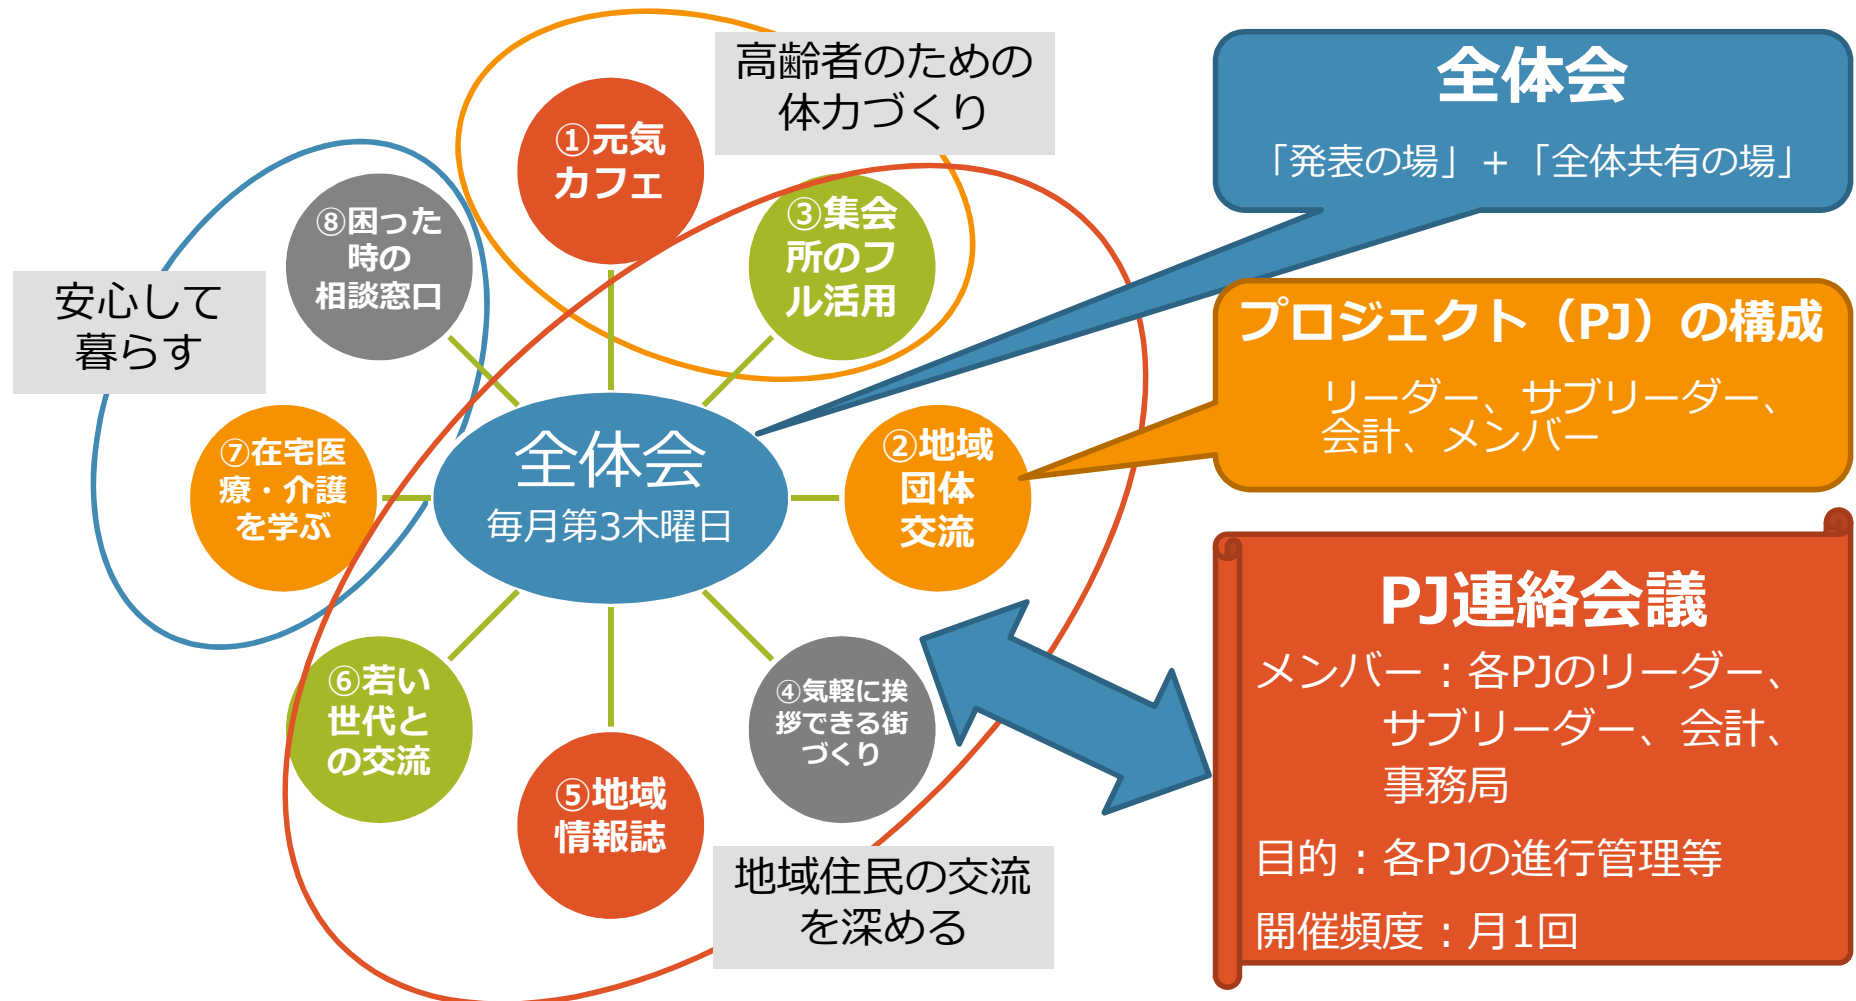 高齢者のための
体力づくり
①元気
カフェ
③集会
所のフ
ル活用
⑧困った
時の
相談窓口
安心して
暮らす
⑦在宅医
療・介護
を学ぶ
全体会
毎月第3木曜日
②地域
団体
交流
⑥若い
世代と
の交流
④気軽に挨
拶できる街
づくり
⑤地域
情報誌
地域住民の交流
を深める
全体会
「発表の場」+「全体共有の場」
プロジェクト（PJ）の構成
リーダー、サブリーダー、
会計、メンバー
PJ連絡会議
メンバー：各PJのリーダー、
サブリーダー、会計、
事務局
目的：各PJの進行管理等
開催頻度：月1回